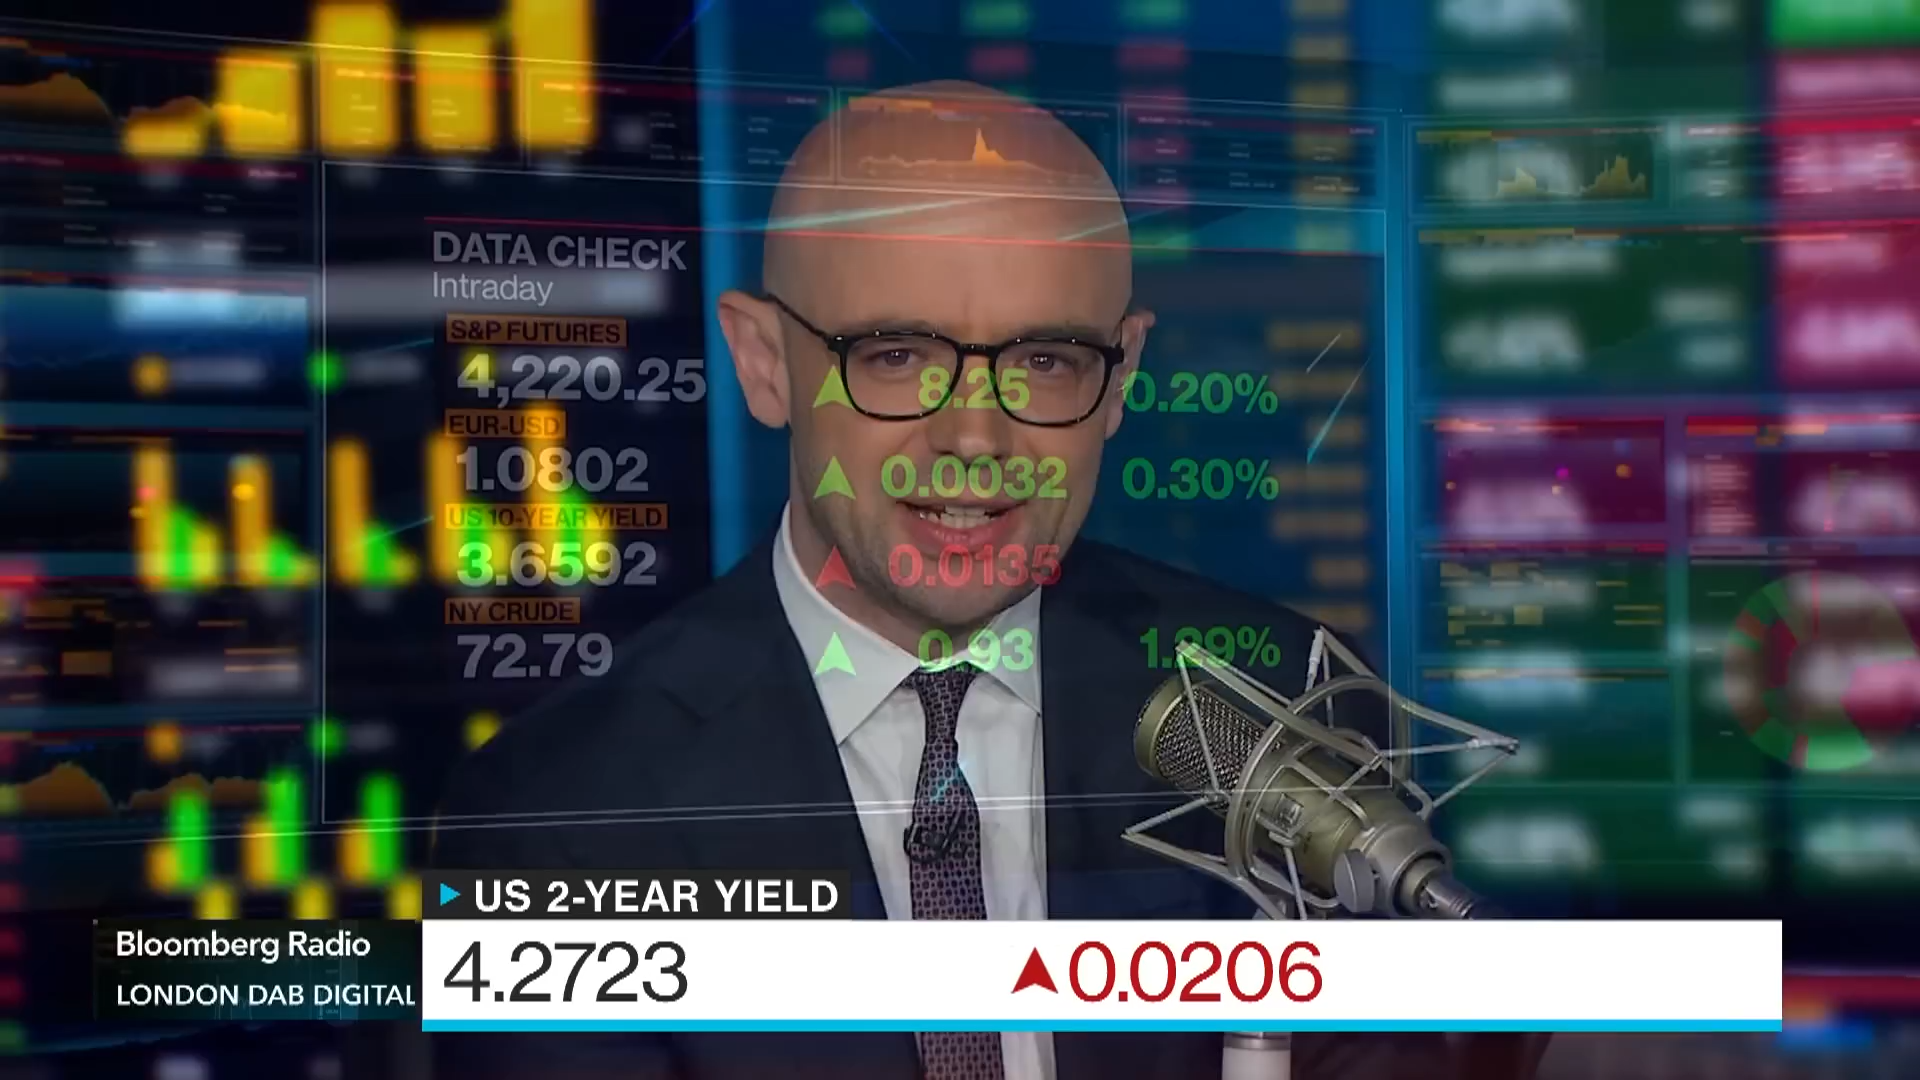 DATA CHECK
Intraday
S&P FUTURES
4,220.25 ▲ 8.25 0.20%
EUR-USD
1.0802 ▲ 0.0032 0.30%
US 10-YEAR YIELD
3.6592 ▲ 0.0135
NY CRUDE
72.79 ▲ 0.93 1.29%
US 2-YEAR YIELD
4.2723 ▲ 0.0206
Bloomberg Radio
LONDON DAB DIGITAL